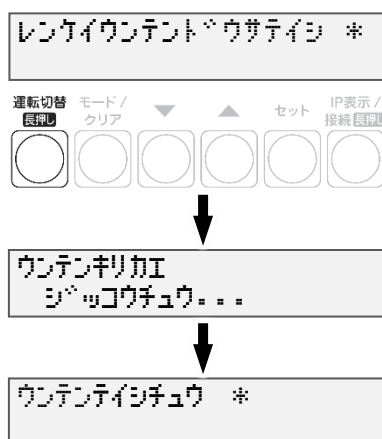 レンケイウンテンドウサテイシ ＊
運転切替 モード/ ▼ ▲ セット IP表示/
長押し クリア 接続長押し
ウンテンキリカエ
ジッコウチュウ...
ウンテンテイシチュウ ＊